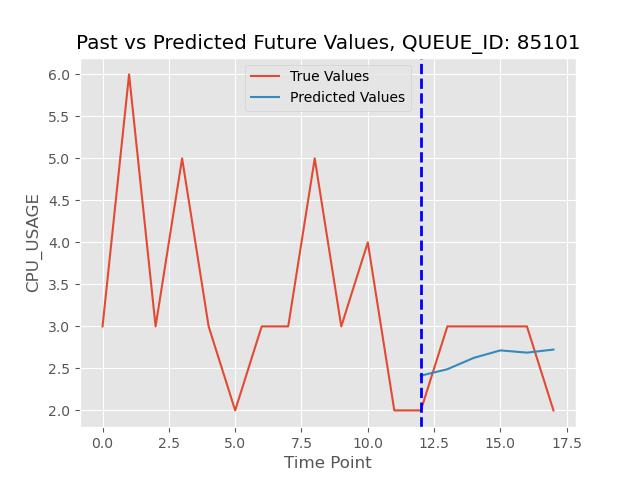 Past vs Predicted Future Values, QUEUE_ID: 85101
True Values
Predicted Values
CPU_USAGE
6.0
5.5
5.0
4.5
4.0
3.5
3.0
2.5
2.0
0.0 2.5 5.0 7.5 10.0 12.5 15.0 17.5
Time Point